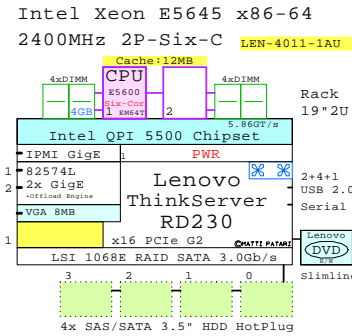 Intel Xeon E5645 x86-64
2400MHz 2P-Six-C LEN-4011-1AU
Cache:12MB
4xDIMM CPU 4xDIMM
E5600
Six-Cor
4GB 1 EM64T 2
Rack
19"2U
5.86GT/s
Intel QPI 5500 Chipset
IPMI GigE 1 PWR
1 82574L
2 2x GigE
+Offload Engine
Lenovo
ThinkServer
RD230
2+4+1
USB 2.0
Serial
VGA 8MB
1 x16 PCIe G2 ©MATTI PATARI
Lenovo
DVD
R/W
LSI 1068E RAID SATA 3.0Gb/s
3 2 1 0 Slimline
4x SAS/SATA 3.5" HDD HotPlug